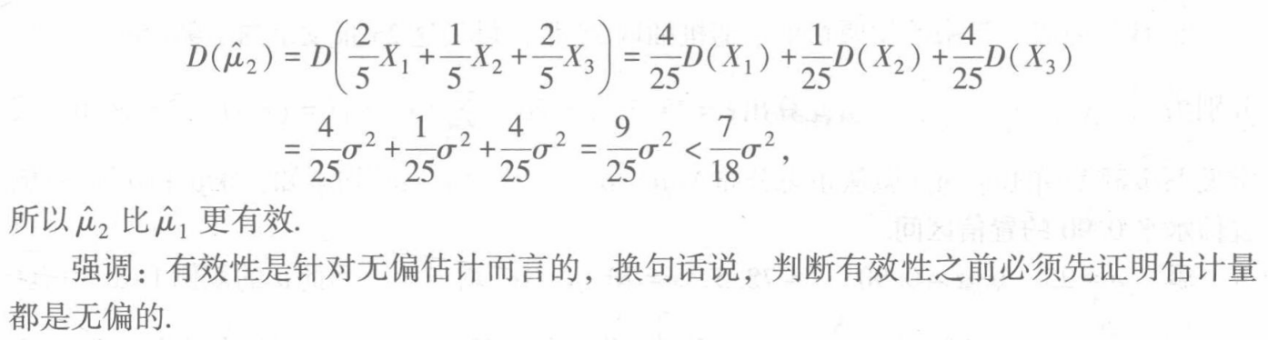 D(μ̂₂) = D(2/5 X₁ + 1/5 X₂ + 2/5 X₃) = 4/25 D(X₁) + 1/25 D(X₂) + 4/25 D(X₃)
= 4/25 σ² + 1/25 σ² + 4/25 σ² = 9/25 σ² < 7/18 σ²,
所以 μ̂₂ 比 μ̂₁ 更有效.
强调：有效性是针对无偏估计而言的，换句话说，判断有效性之前必须先证明估计量
都是无偏的.